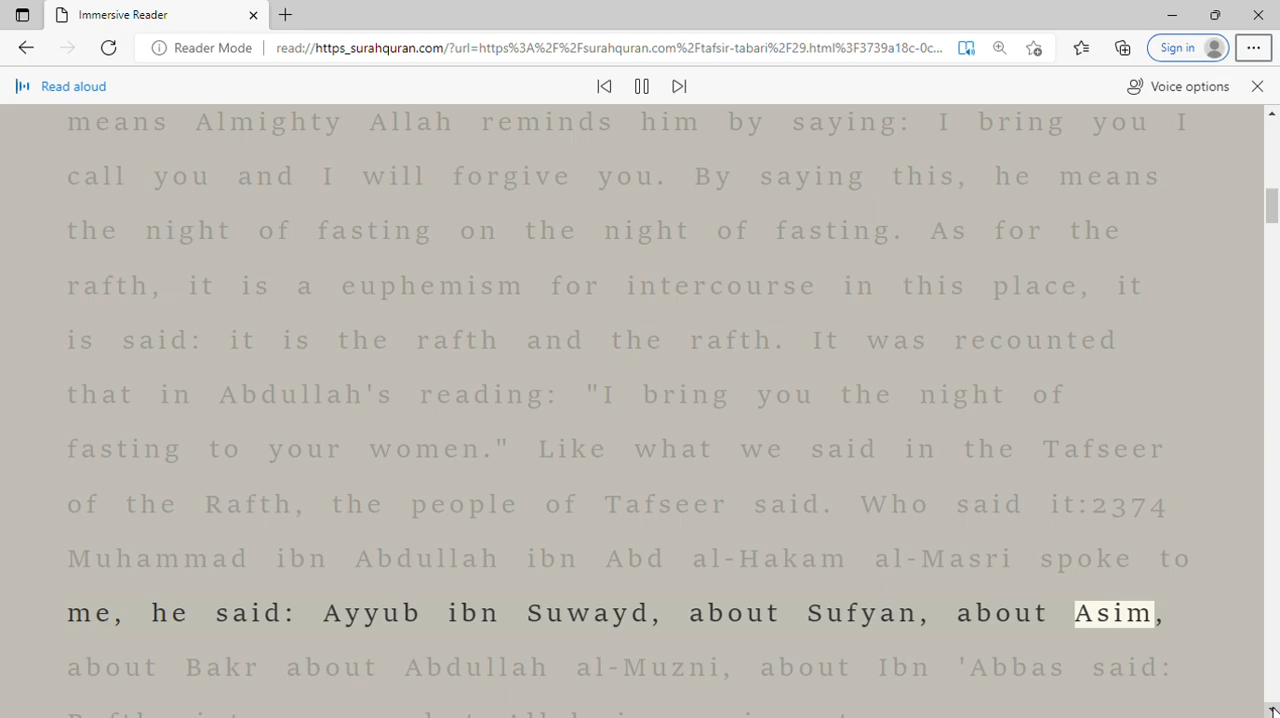 Immersive Reader
Reader Mode
read://https_surahquran.com/?url=https%3A%2F%2Fsurahquran.com%2Ftafsir-tabari%2F29.html%3F3739a18c-0c...
Sign in
Read aloud
Voice options
means Almighty Allah reminds him by saying: I bring you I
call you and I will forgive you. By saying this, he means
the night of fasting on the night of fasting. As for the
rafth, it is a euphemism for intercourse in this place, it
is said: it is the rafth and the rafth. It was recounted
that in Abdullah's reading: "I bring you the night of
fasting to your women." Like what we said in the Tafseer
of the Rafth, the people of Tafseer said. Who said it:2374
Muhammad ibn Abdullah ibn Abd al-Hakam al-Masri spoke to
me, he said: Ayyub ibn Suwayd, about Sufyan, about Asim,
about Bakr about Abdullah al-Muzni, about Ibn 'Abbas said: